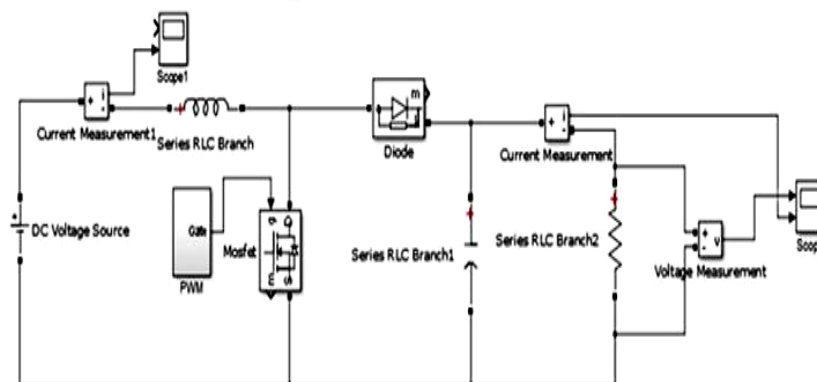 Scope1
i
+
-
Current Measurement1
Series RLC Branch
m
Diode
i
+
-
Current Measurement
DC Voltage Source
+
Gate
PWM
g
D
Mosfet
m
S
Series RLC Branch1
Series RLC Branch2
+
-
v
Voltage Measurement
Scop